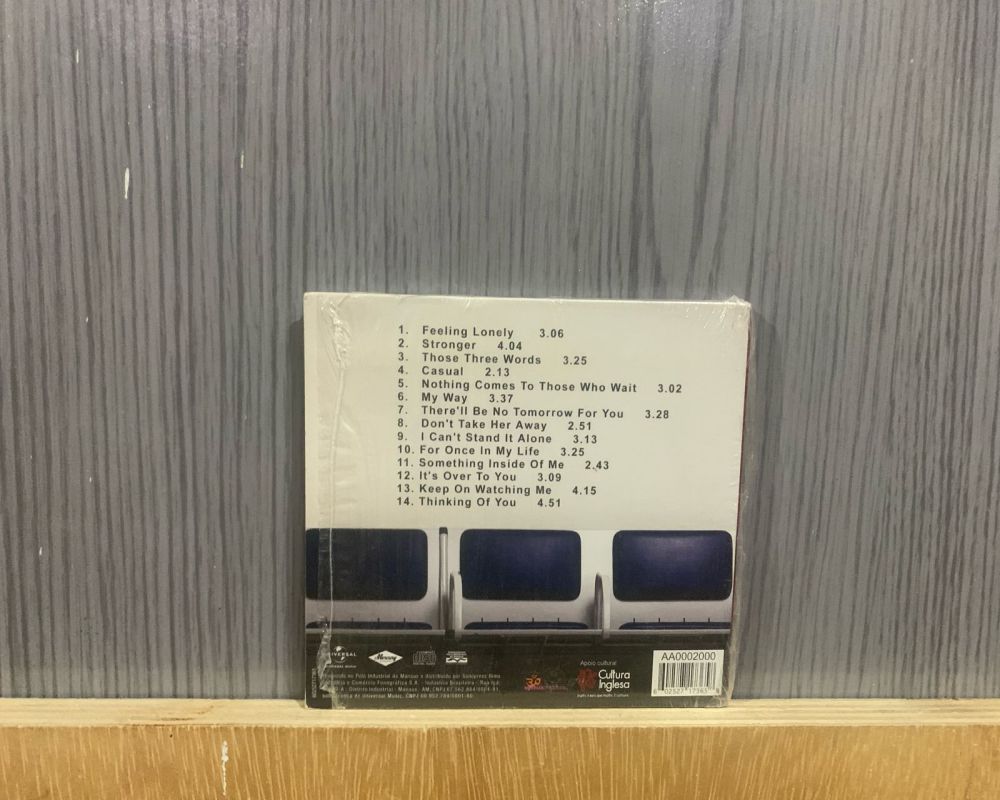 1. Feeling Lonely 3.06
2. Stronger 4.04
3. Those Three Words 3.25
4. Casual 2.13
5. Nothing Comes To Those Who Wait 3.02
6. My Way 3.37
7. There'll Be No Tomorrow For You 3.28
8. Don't Take Her Away 2.51
9. I Can't Stand It Alone 3.13
10. For Once In My Life 3.25
11. Something Inside Of Me 2.43
12. It's Over To You 3.09
13. Keep On Watching Me 4.15
14. Thinking Of You 4.51
Mercury
Apoio cultural
Cultura
Inglesa
AA0002000